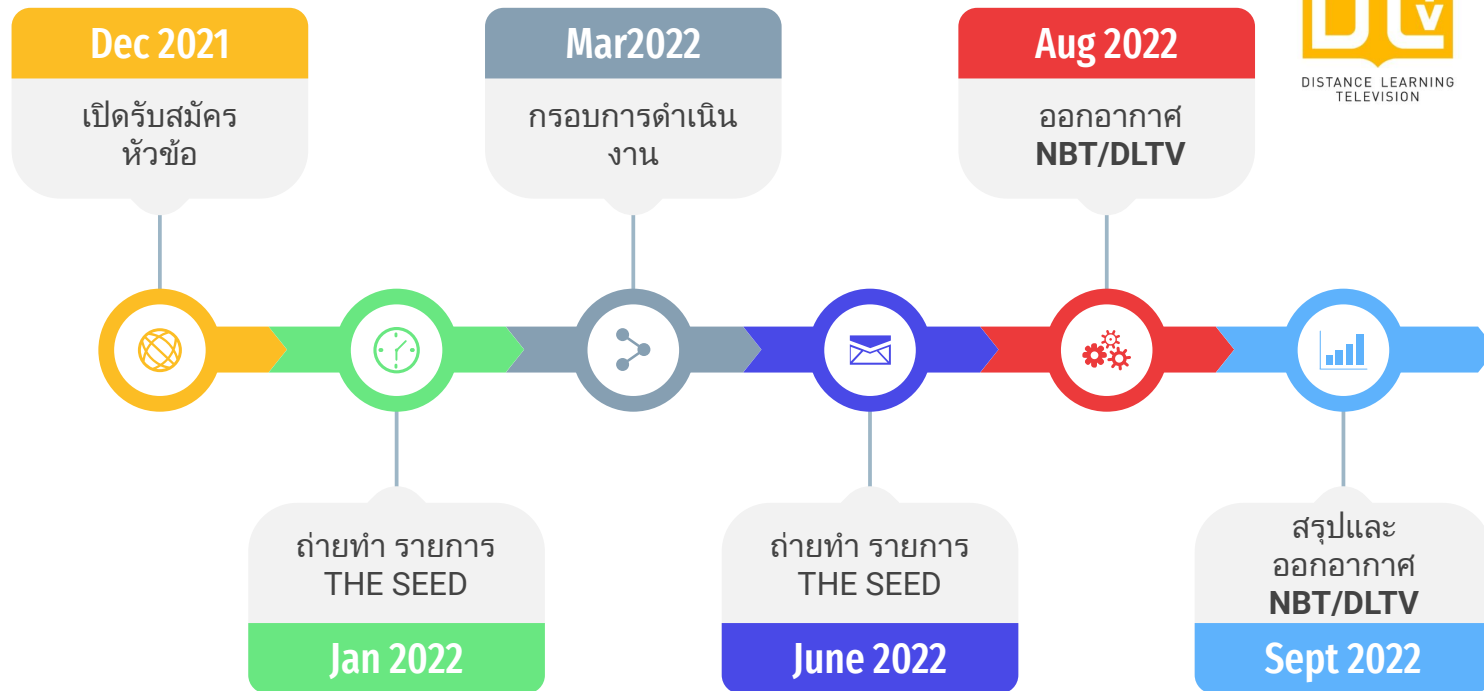 Dec 2021
เปิดรับสมัคร
หัวข้อ
Mar2022
กรอบการดำเนิน
งาน
Aug 2022
ออกอากาศ
NBT/DLTV
DISTANCE LEARNING
TELEVISION
ถ่ายทำ รายการ
THE SEED
Jan 2022
ถ่ายทำ รายการ
THE SEED
June 2022
สรุปและ
ออกอากาศ
NBT/DLTV
Sept 2022